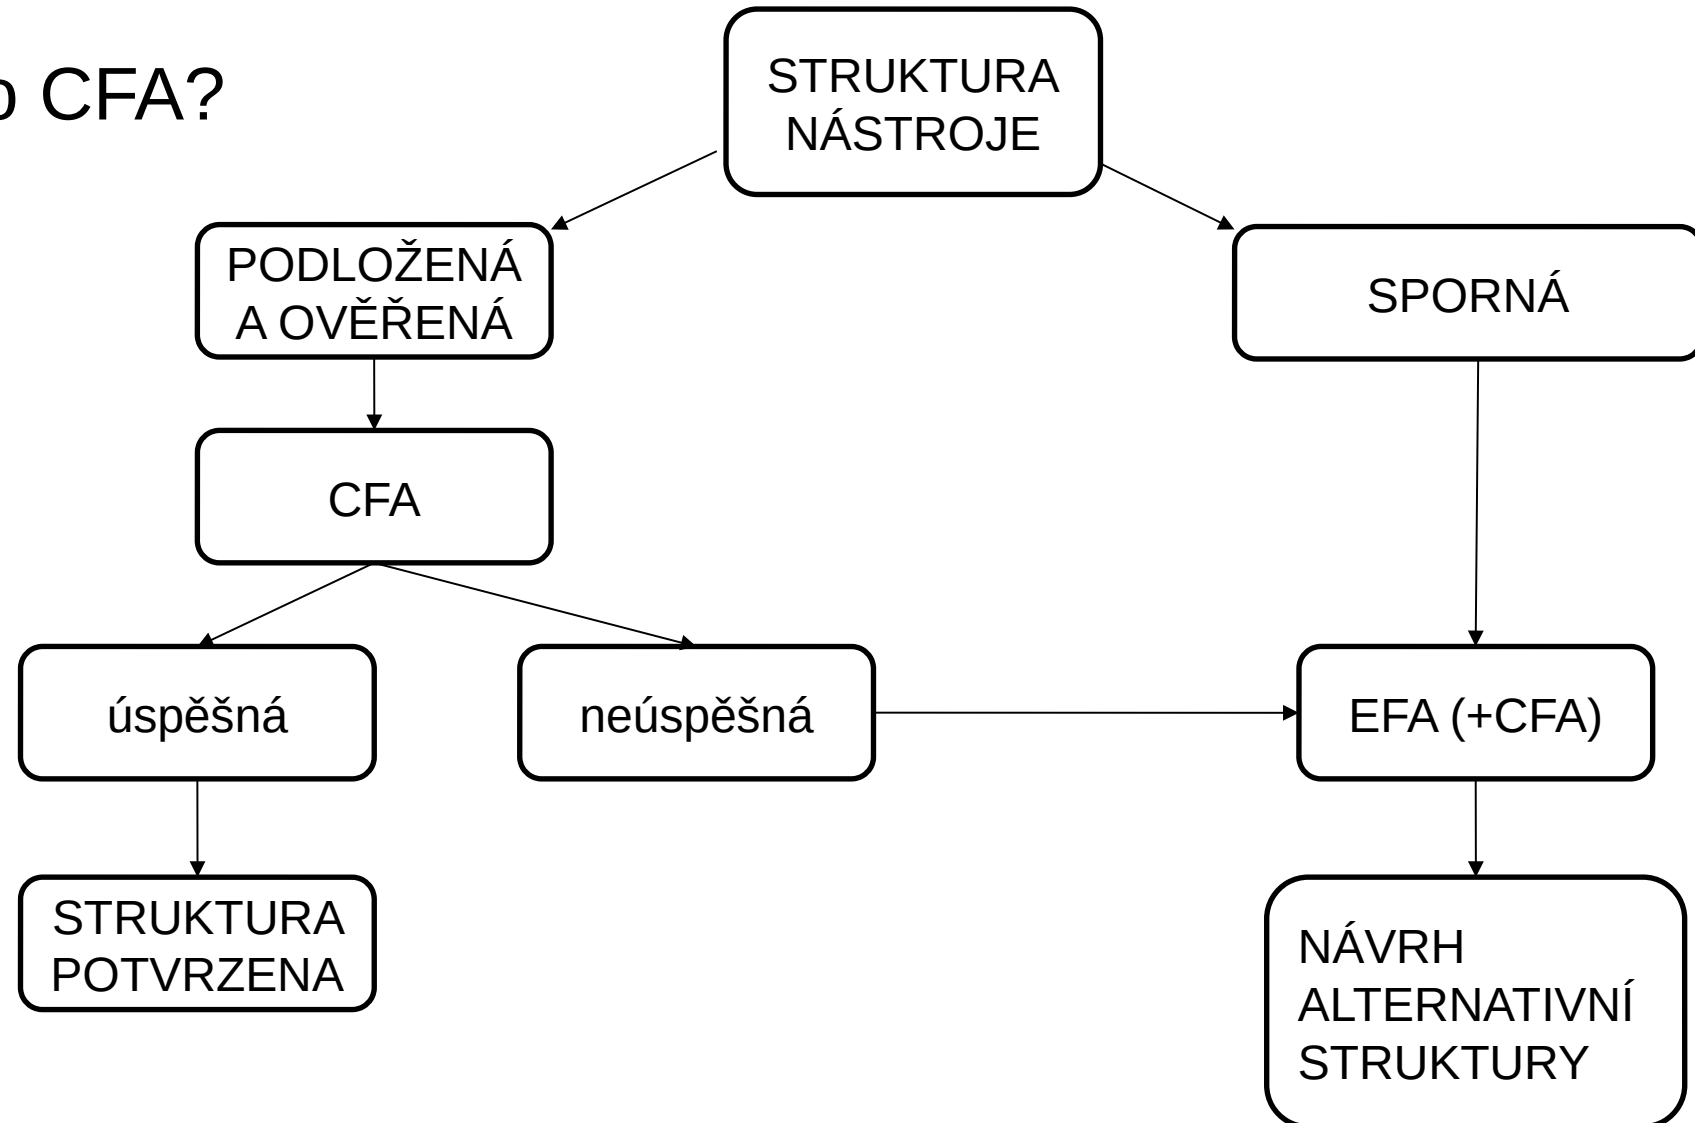 CFA?
STRUKTURA
NÁSTROJE
PODLOŽENÁ
A OVĚŘENÁ
SPORNÁ
CFA
úspěšná
neúspěšná
EFA (+CFA)
STRUKTURA
POTVRZENA
NÁVRH
ALTERNATIVNÍ
STRUKTURY